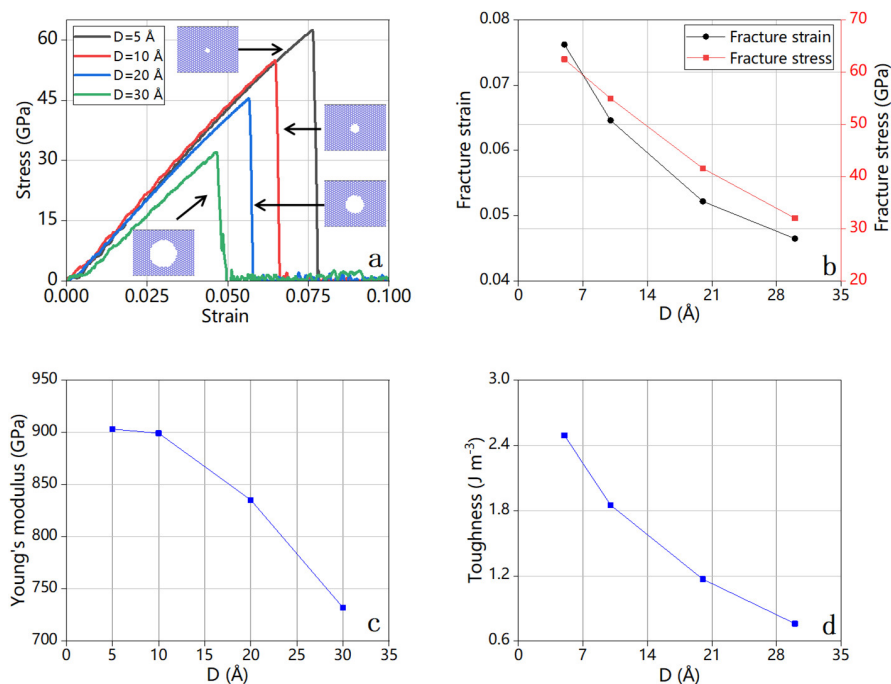 D=5 Å
D=10 Å
D=20 Å
D=30 Å
60
45
30
15
0
Stress (GPa)
0.000
0.025
0.050
0.075
0.100
Strain
a
Fracture strain
Fracture stress
0.08
0.07
0.06
0.05
0.04
Fracture strain
70
60
50
40
30
20
Fracture stress (GPa)
0
7
14
21
28
35
D (Å)
b
950
900
850
800
750
700
Young's modulus (GPa)
0
5
10
15
20
25
30
35
D (Å)
c
3.0
2.4
1.8
1.2
0.6
Toughness (J m⁻³)
0
7
14
21
28
35
D (Å)
d